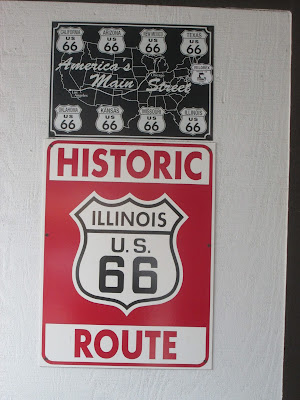 CALIFORNIA ARIZONA NEW MEXICO TEXAS
US US US US
66 66 66 66
America's
Main Street
OKLAHOMA KANSAS MISSOURI ILLINOIS
US US US US
66 66 66 66
HISTORIC
ILLINOIS
U.S.
66
ROUTE